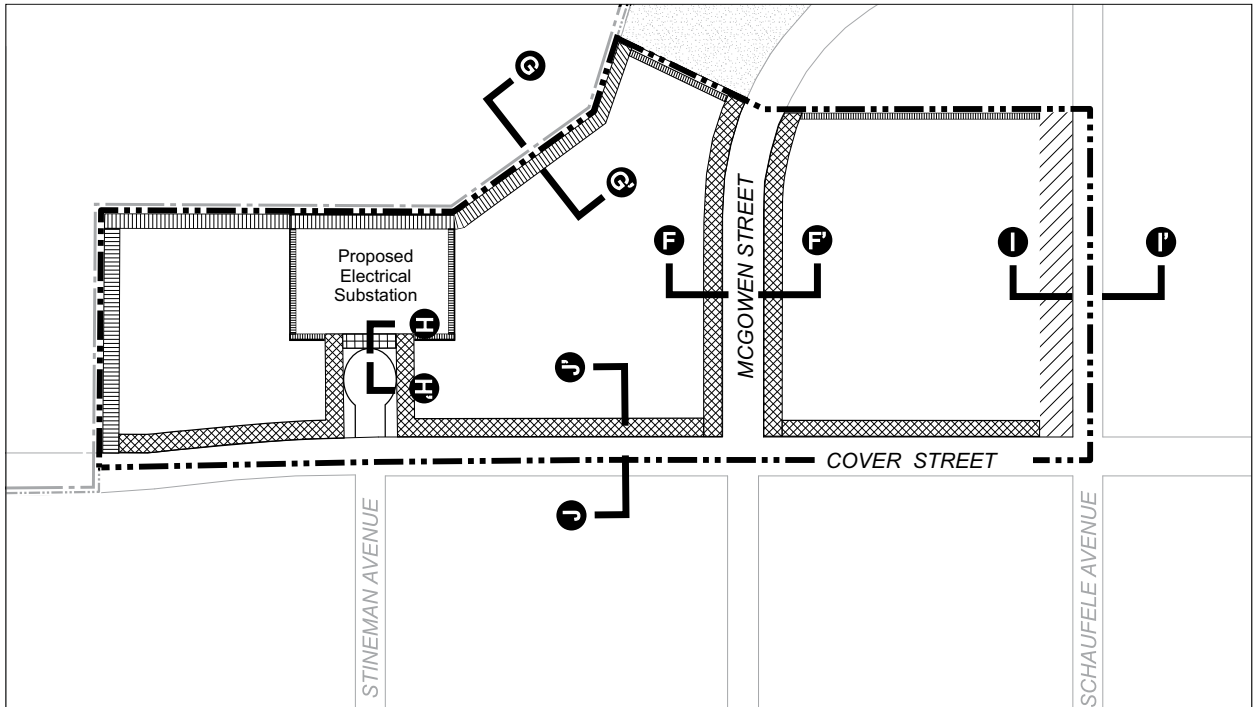 G
G'
F
F'
I
I'
Proposed
Electrical
Substation
H
H'
J'
J
MCGOWEN STREET
COVER STREET
STINEMAN AVENUE
SCHAUFELE AVENUE